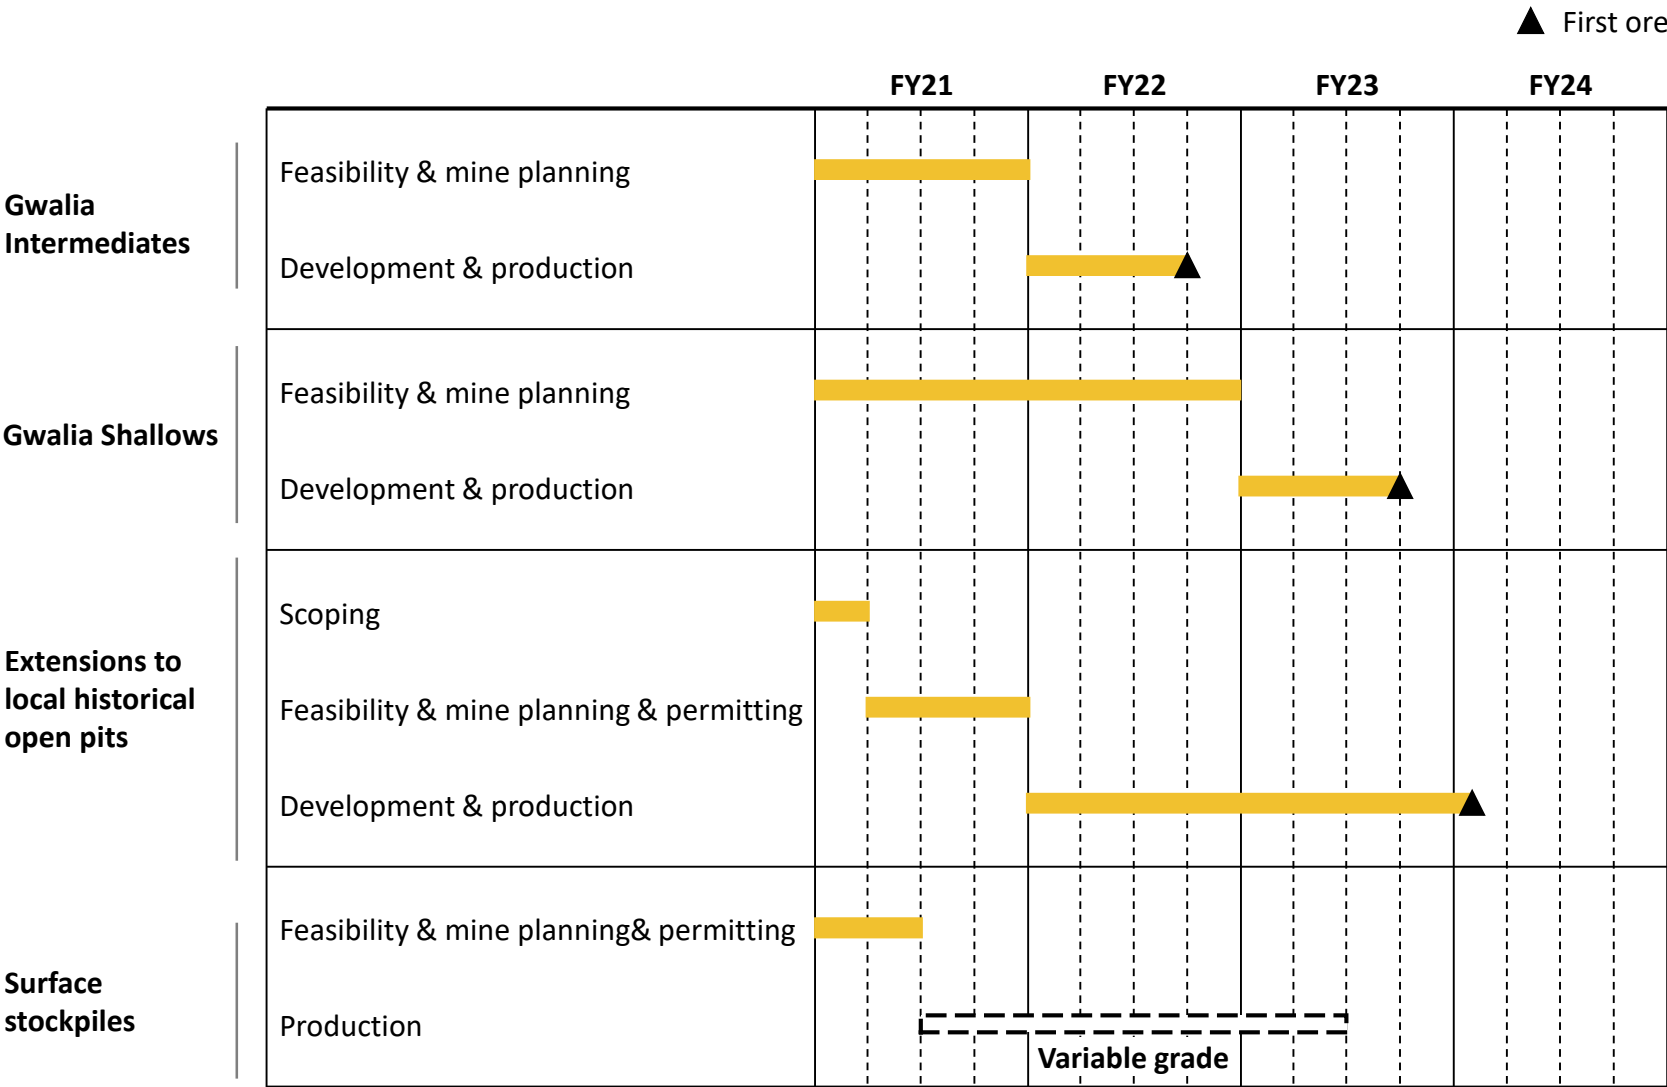 First ore
FY21 FY22 FY23 FY24
Gwalia
Intermediates
Feasibility & mine planning
Development & production
Gwalia Shallows
Feasibility & mine planning
Development & production
Extensions to
local historical
open pits
Scoping
Feasibility & mine planning & permitting
Development & production
Surface
stockpiles
Feasibility & mine planning& permitting
Production
Variable grade